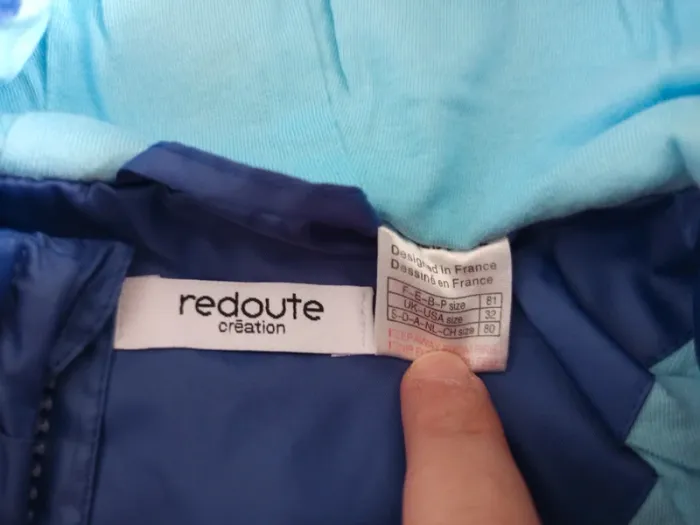 redoute
création
Designed in France
Dessiné en France
F-E-B-P size 81
UK-USA size 32
S-D-A-NL-CH size 80